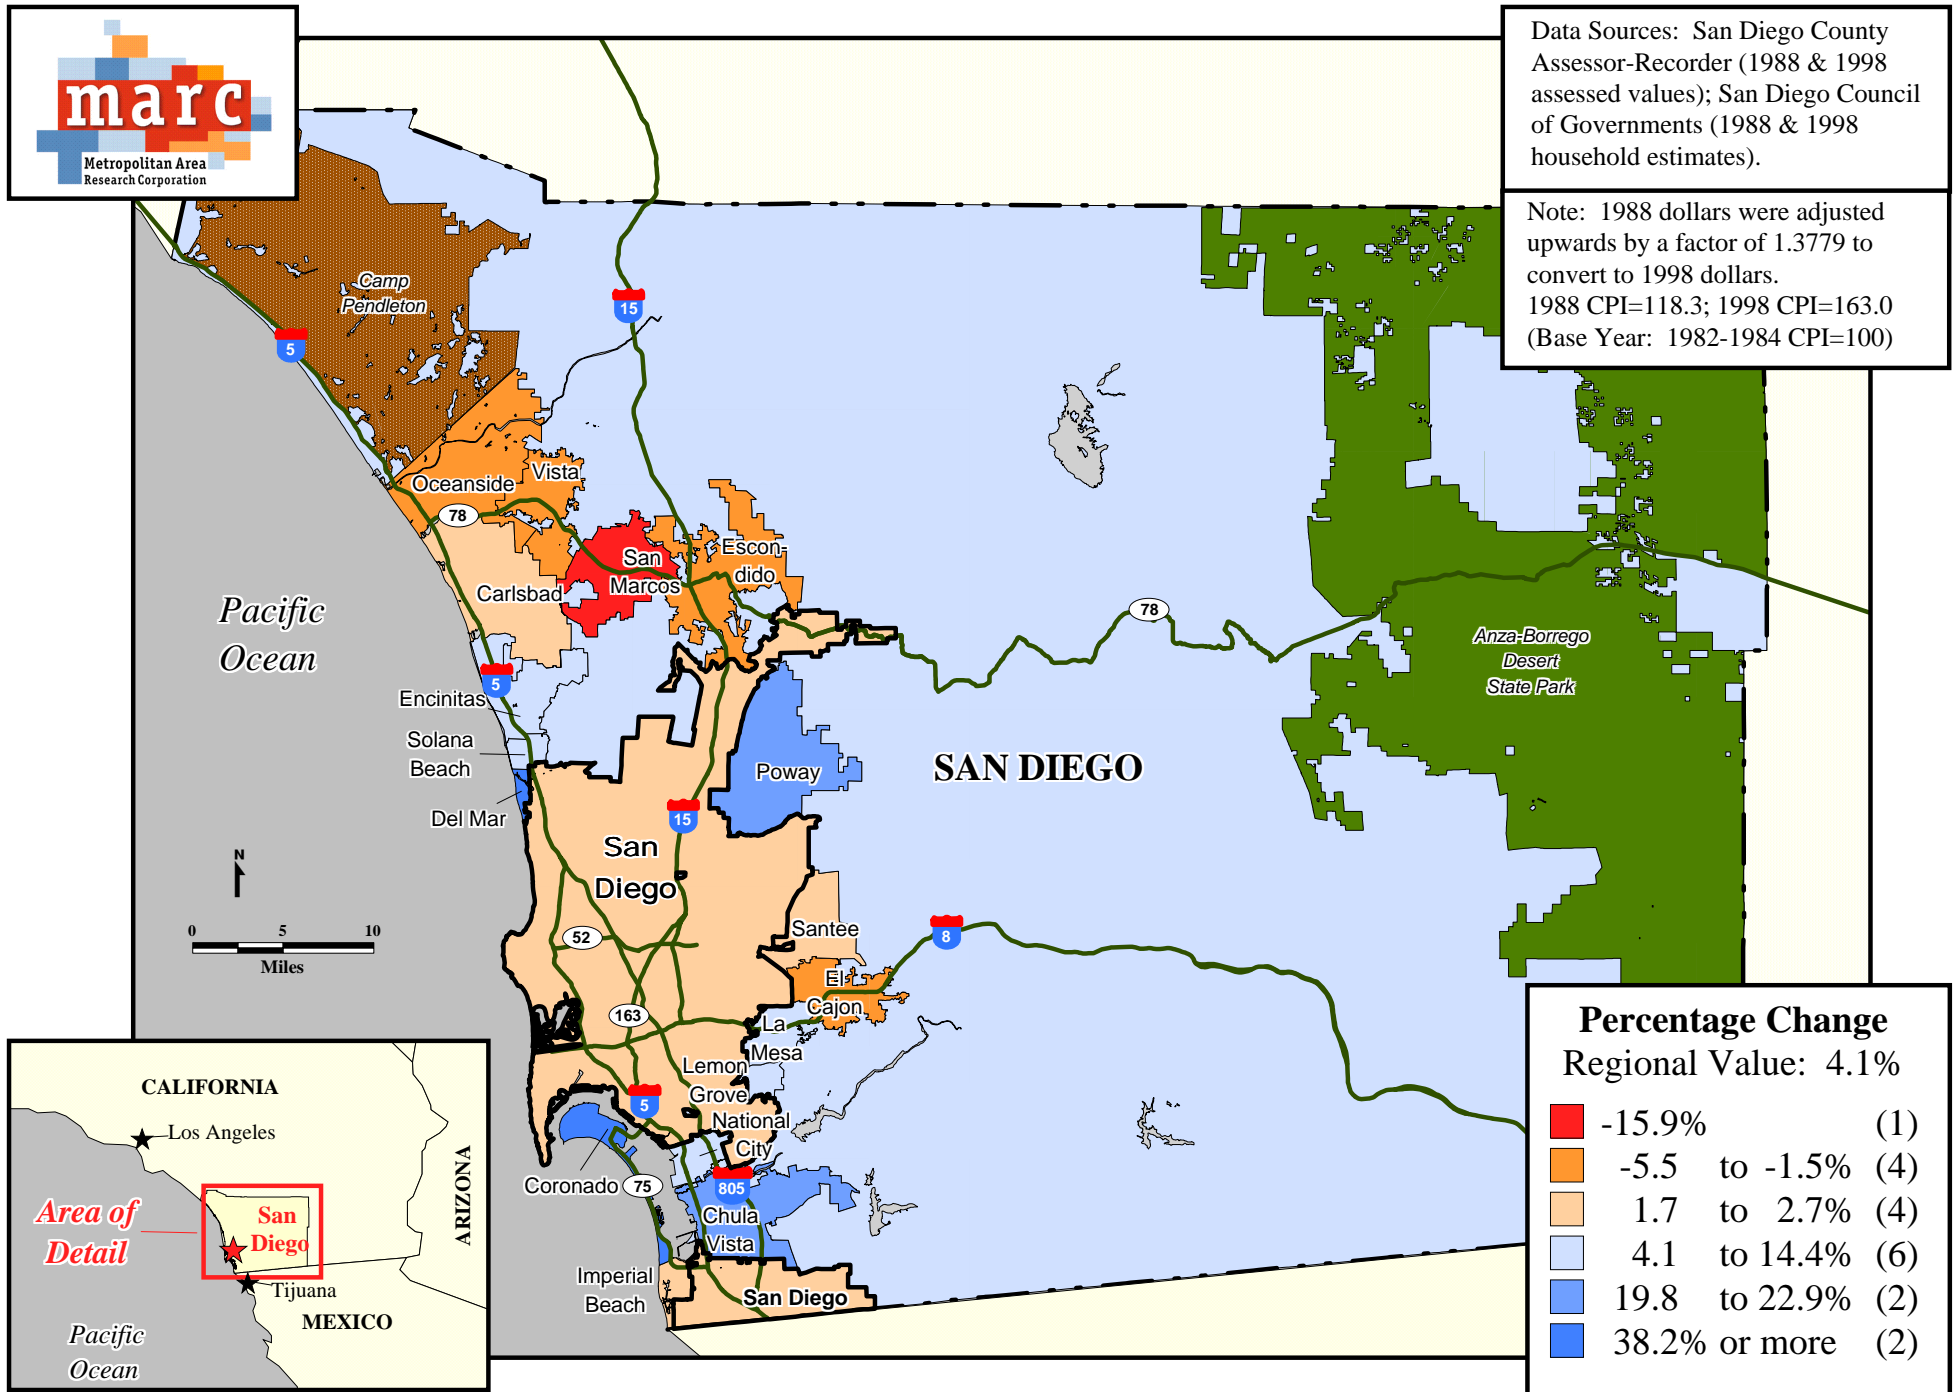 marc
Metropolitan Area
Research Corporation
Data Sources: San Diego County
Assessor-Recorder (1988 & 1998
assessed values); San Diego Council
of Governments (1988 & 1998
household estimates).
Note: 1988 dollars were adjusted
upwards by a factor of 1.3779 to
convert to 1998 dollars.
1988 CPI=118.3; 1998 CPI=163.0
(Base Year: 1982-1984 CPI=100)
Camp
Pendleton
15
5
Oceanside
Vista
78
San
Marcos
Escon-
dido
Carlsbad
Pacific
Ocean
78
Anza-Borrego
Desert
State Park
5
Encinitas
Solana
Beach
Del Mar
Poway
SAN DIEGO
15
San
Diego
N
0 5 10
Miles
52
Santee
8
El
Cajon
163
La
Mesa
Lemon
Grove
5
National
City
Coronado
75
805
Chula
Vista
Imperial
Beach
San Diego
CALIFORNIA
Los Angeles
ARIZONA
Area of
Detail
San
Diego
Tijuana
MEXICO
Pacific
Ocean
Percentage Change
Regional Value: 4.1%
-15.9% (1)
-5.5 to -1.5% (4)
1.7 to 2.7% (4)
4.1 to 14.4% (6)
19.8 to 22.9% (2)
38.2% or more (2)